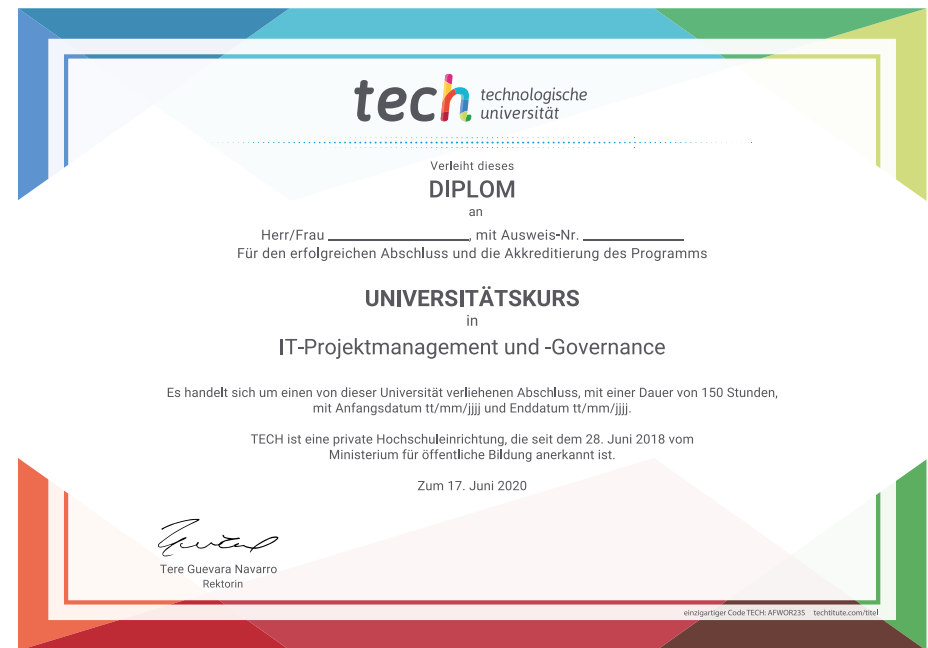 tech technologische
universität
Verleiht dieses
DIPLOM
an
Herr/Frau ____________________, mit Ausweis-Nr. ______________
Für den erfolgreichen Abschluss und die Akkreditierung des Programms
UNIVERSITÄTSKURS
in
IT-Projektmanagement und -Governance
Es handelt sich um einen von dieser Universität verliehenen Abschluss, mit einer Dauer von 150 Stunden,
mit Anfangsdatum tt/mm/jjjj und Enddatum tt/mm/jjjj.
TECH ist eine private Hochschuleinrichtung, die seit dem 28. Juni 2018 vom
Ministerium für öffentliche Bildung anerkannt ist.
Zum 17. Juni 2020
Tere Guevara Navarro
Rektorin
einzigartiger Code TECH: AFWOR23S techtitute.com/titel